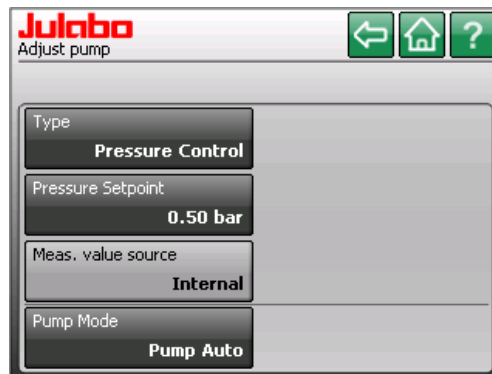 Julabo
Adjust pump
?
Type
Pressure Control
Pressure Setpoint
0.50 bar
Meas. value source
Internal
Pump Mode
Pump Auto